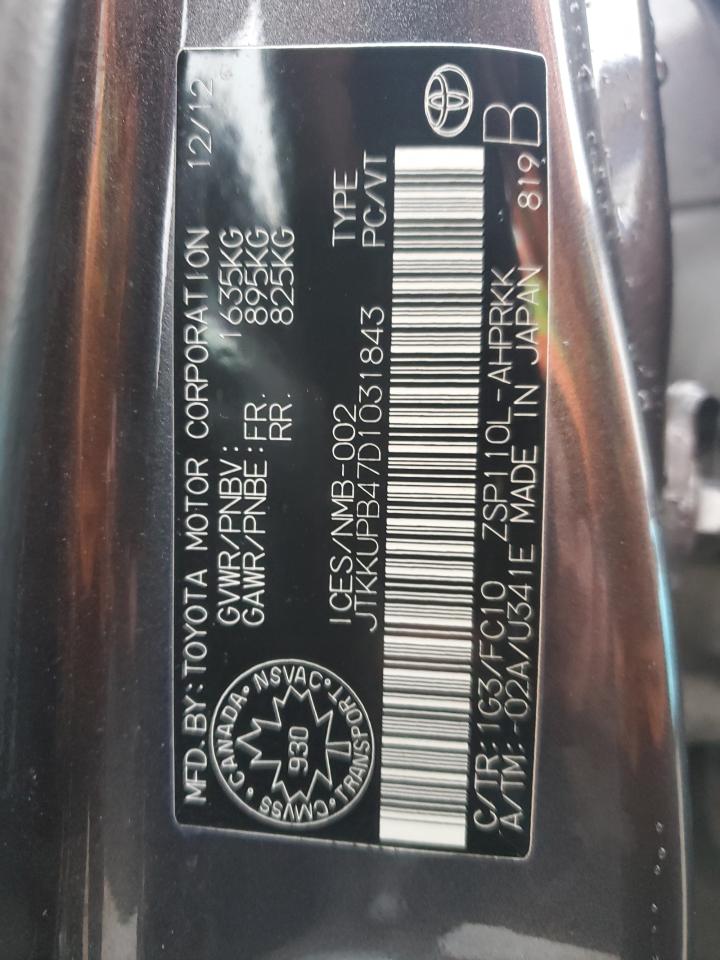 MFD.BY:TOYOTA MOTOR CORPORATION 12/12
GVWR/PNBV: 1635KG
GAWR/PNBE:FR. 895KG
RR. 825KG
CANADA • NSVAC • TRANSPORT • CMVSS
930
ICES/NMB-002 TYPE
JTKKUPB47D1031843 PC/VT
C/TR:1G3/FC10 ZSP110L-AHPRKK
A/TM:-02A/U341E MADE IN JAPAN 819 B